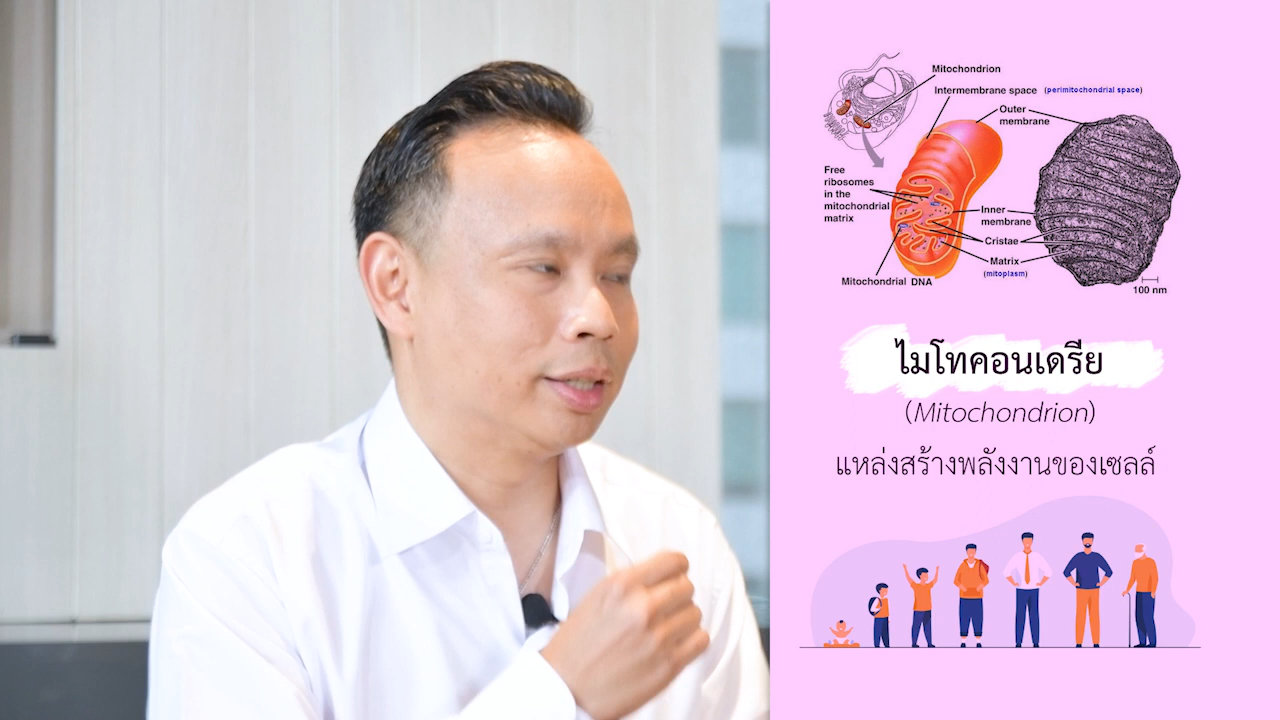 Mitochondrion
Intermembrane space (perimitochondrial space)
Outer
membrane
Free
ribosomes
in the
mitochondrial
matrix
Inner
membrane
Cristae
Matrix
(mitoplasm)
Mitochondrial DNA
100 nm
ไมโทคอนเดรีย
(Mitochondrion)
แหล่งสร้างพลังงานของเซลล์